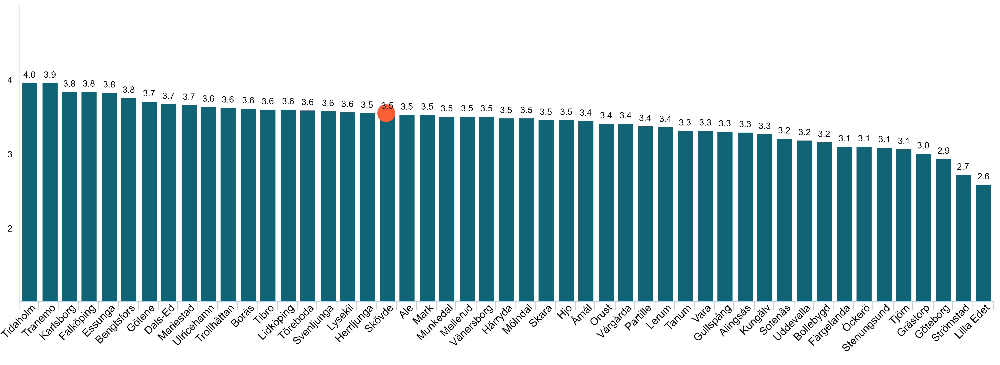 4.0 3.9 3.8 3.8 3.8 3.8 3.7 3.7 3.7 3.6 3.6 3.6 3.6 3.6 3.6 3.6 3.6 3.5 3.5 3.5 3.5 3.5 3.5 3.5 3.5 3.5 3.5 3.5 3.4 3.4 3.4 3.4 3.4 3.3 3.3 3.3 3.3 3.3 3.2 3.2 3.2 3.1 3.1 3.1 3.1 3.0 2.9 2.7 2.6
4
3
2
Tidaholm
Tranemo
Karlsborg
Falköping
Essunga
Bengtsfors
Götene
Dals-Ed
Mariestad
Ulricehamn
Trollhättan
Borås
Tibro
Lidköping
Töreboda
Svenljunga
Lysekil
Herrljunga
Skövde
Ale
Mark
Munkedal
Mellerud
Vänersborg
Härryda
Mölndal
Skara
Hjo
Åmål
Orust
Vårgårda
Partille
Lerum
Tanum
Vara
Gullspång
Alingsås
Kungälv
Sotenäs
Uddevalla
Bollebygd
Färgelanda
Öckerö
Stenungsund
Tjörn
Grästorp
Göteborg
Strömstad
Lilla Edet